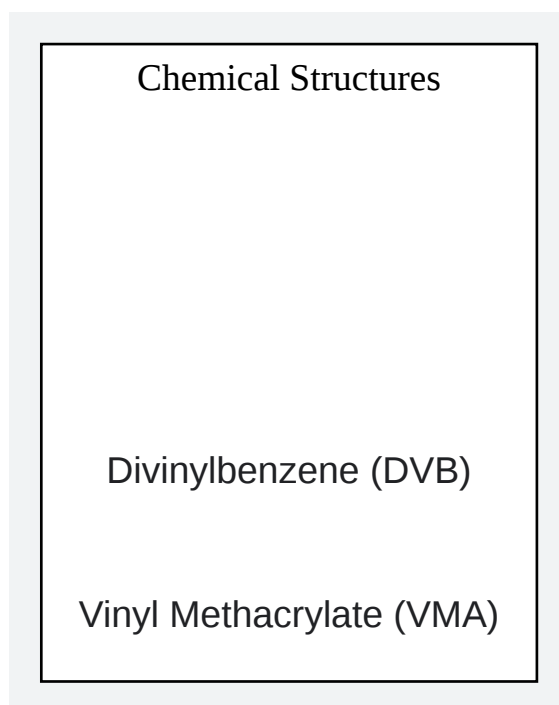 Chemical Structures
Divinylbenzene (DVB)
Vinyl Methacrylate (VMA)